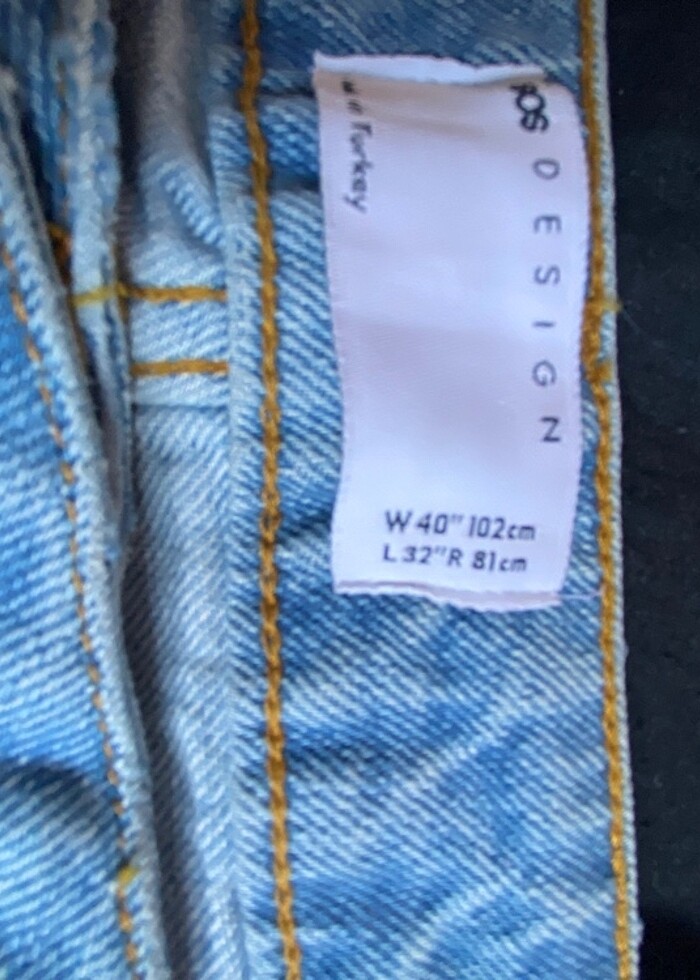 DESIGN
in Turkey
W 40" 102cm
L 32"R 81cm